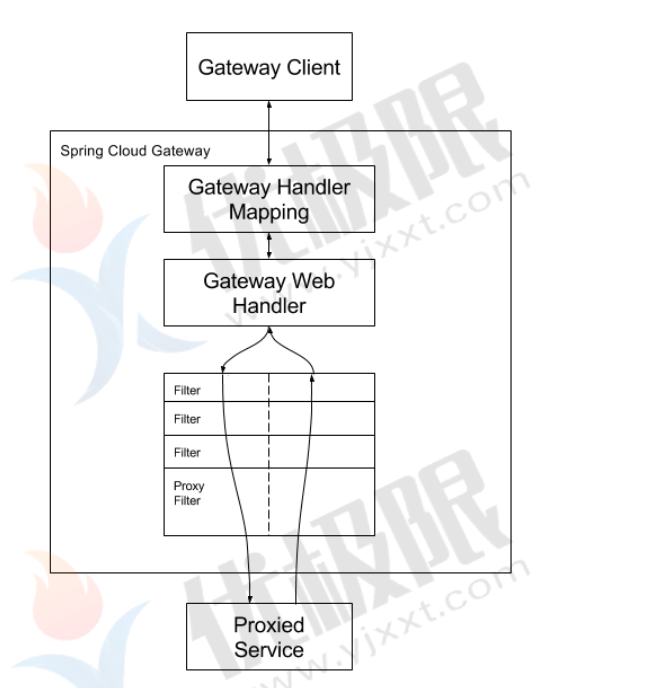 Gateway Client
Spring Cloud Gateway
Gateway Handler
Mapping
Gateway Web
Handler
Filter
Filter
Filter
Proxy
Filter
Proxied
Service
优极限
www.yjxxt.com
优极限
www.yjxxt.com